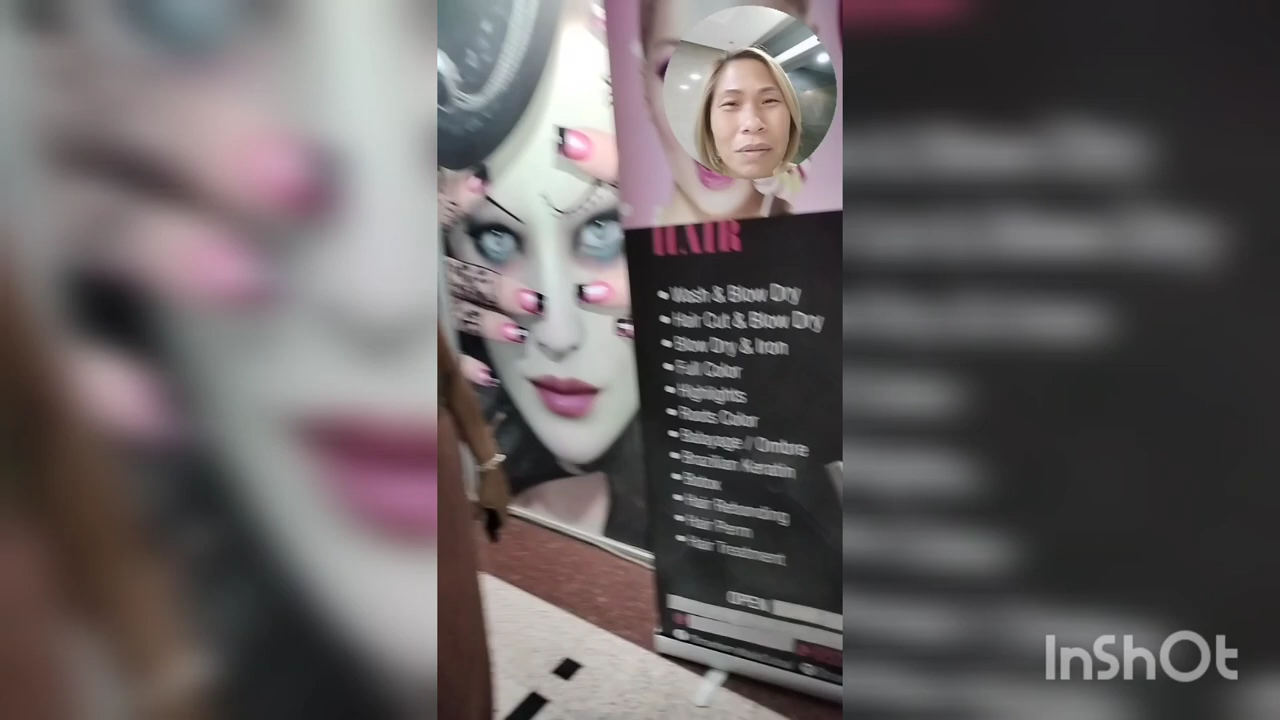 HAIR
• Wash & Blow Dry
• Hair Cut & Blow Dry
• Blow Dry & Iron
• Full Color
• Highlights
• Roots Color
• Balayage / Ombre
• Brazilian Keratin
• Botox
• Hair Rebonding
• Hair Perm
• Hair Treatment
OPEN
InShOt